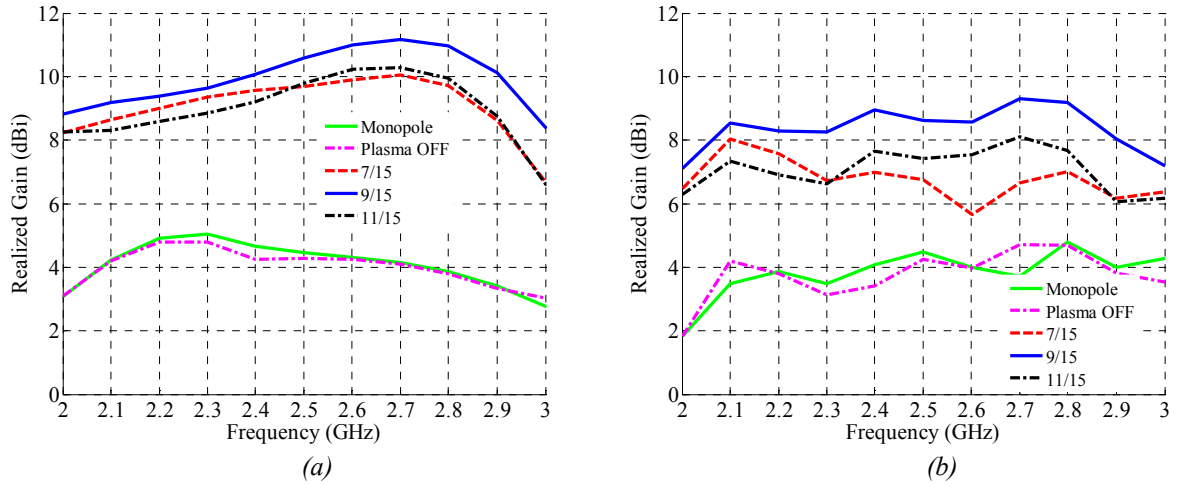 12
10
8
6
4
2
0
Realized Gain (dBi)
Monopole
Plasma OFF
7/15
9/15
11/15
2 2.1 2.2 2.3 2.4 2.5 2.6 2.7 2.8 2.9 3
Frequency (GHz)
(a)
12
10
8
6
4
2
0
Realized Gain (dBi)
Monopole
Plasma OFF
7/15
9/15
11/15
2 2.1 2.2 2.3 2.4 2.5 2.6 2.7 2.8 2.9 3
Frequency (GHz)
(b)